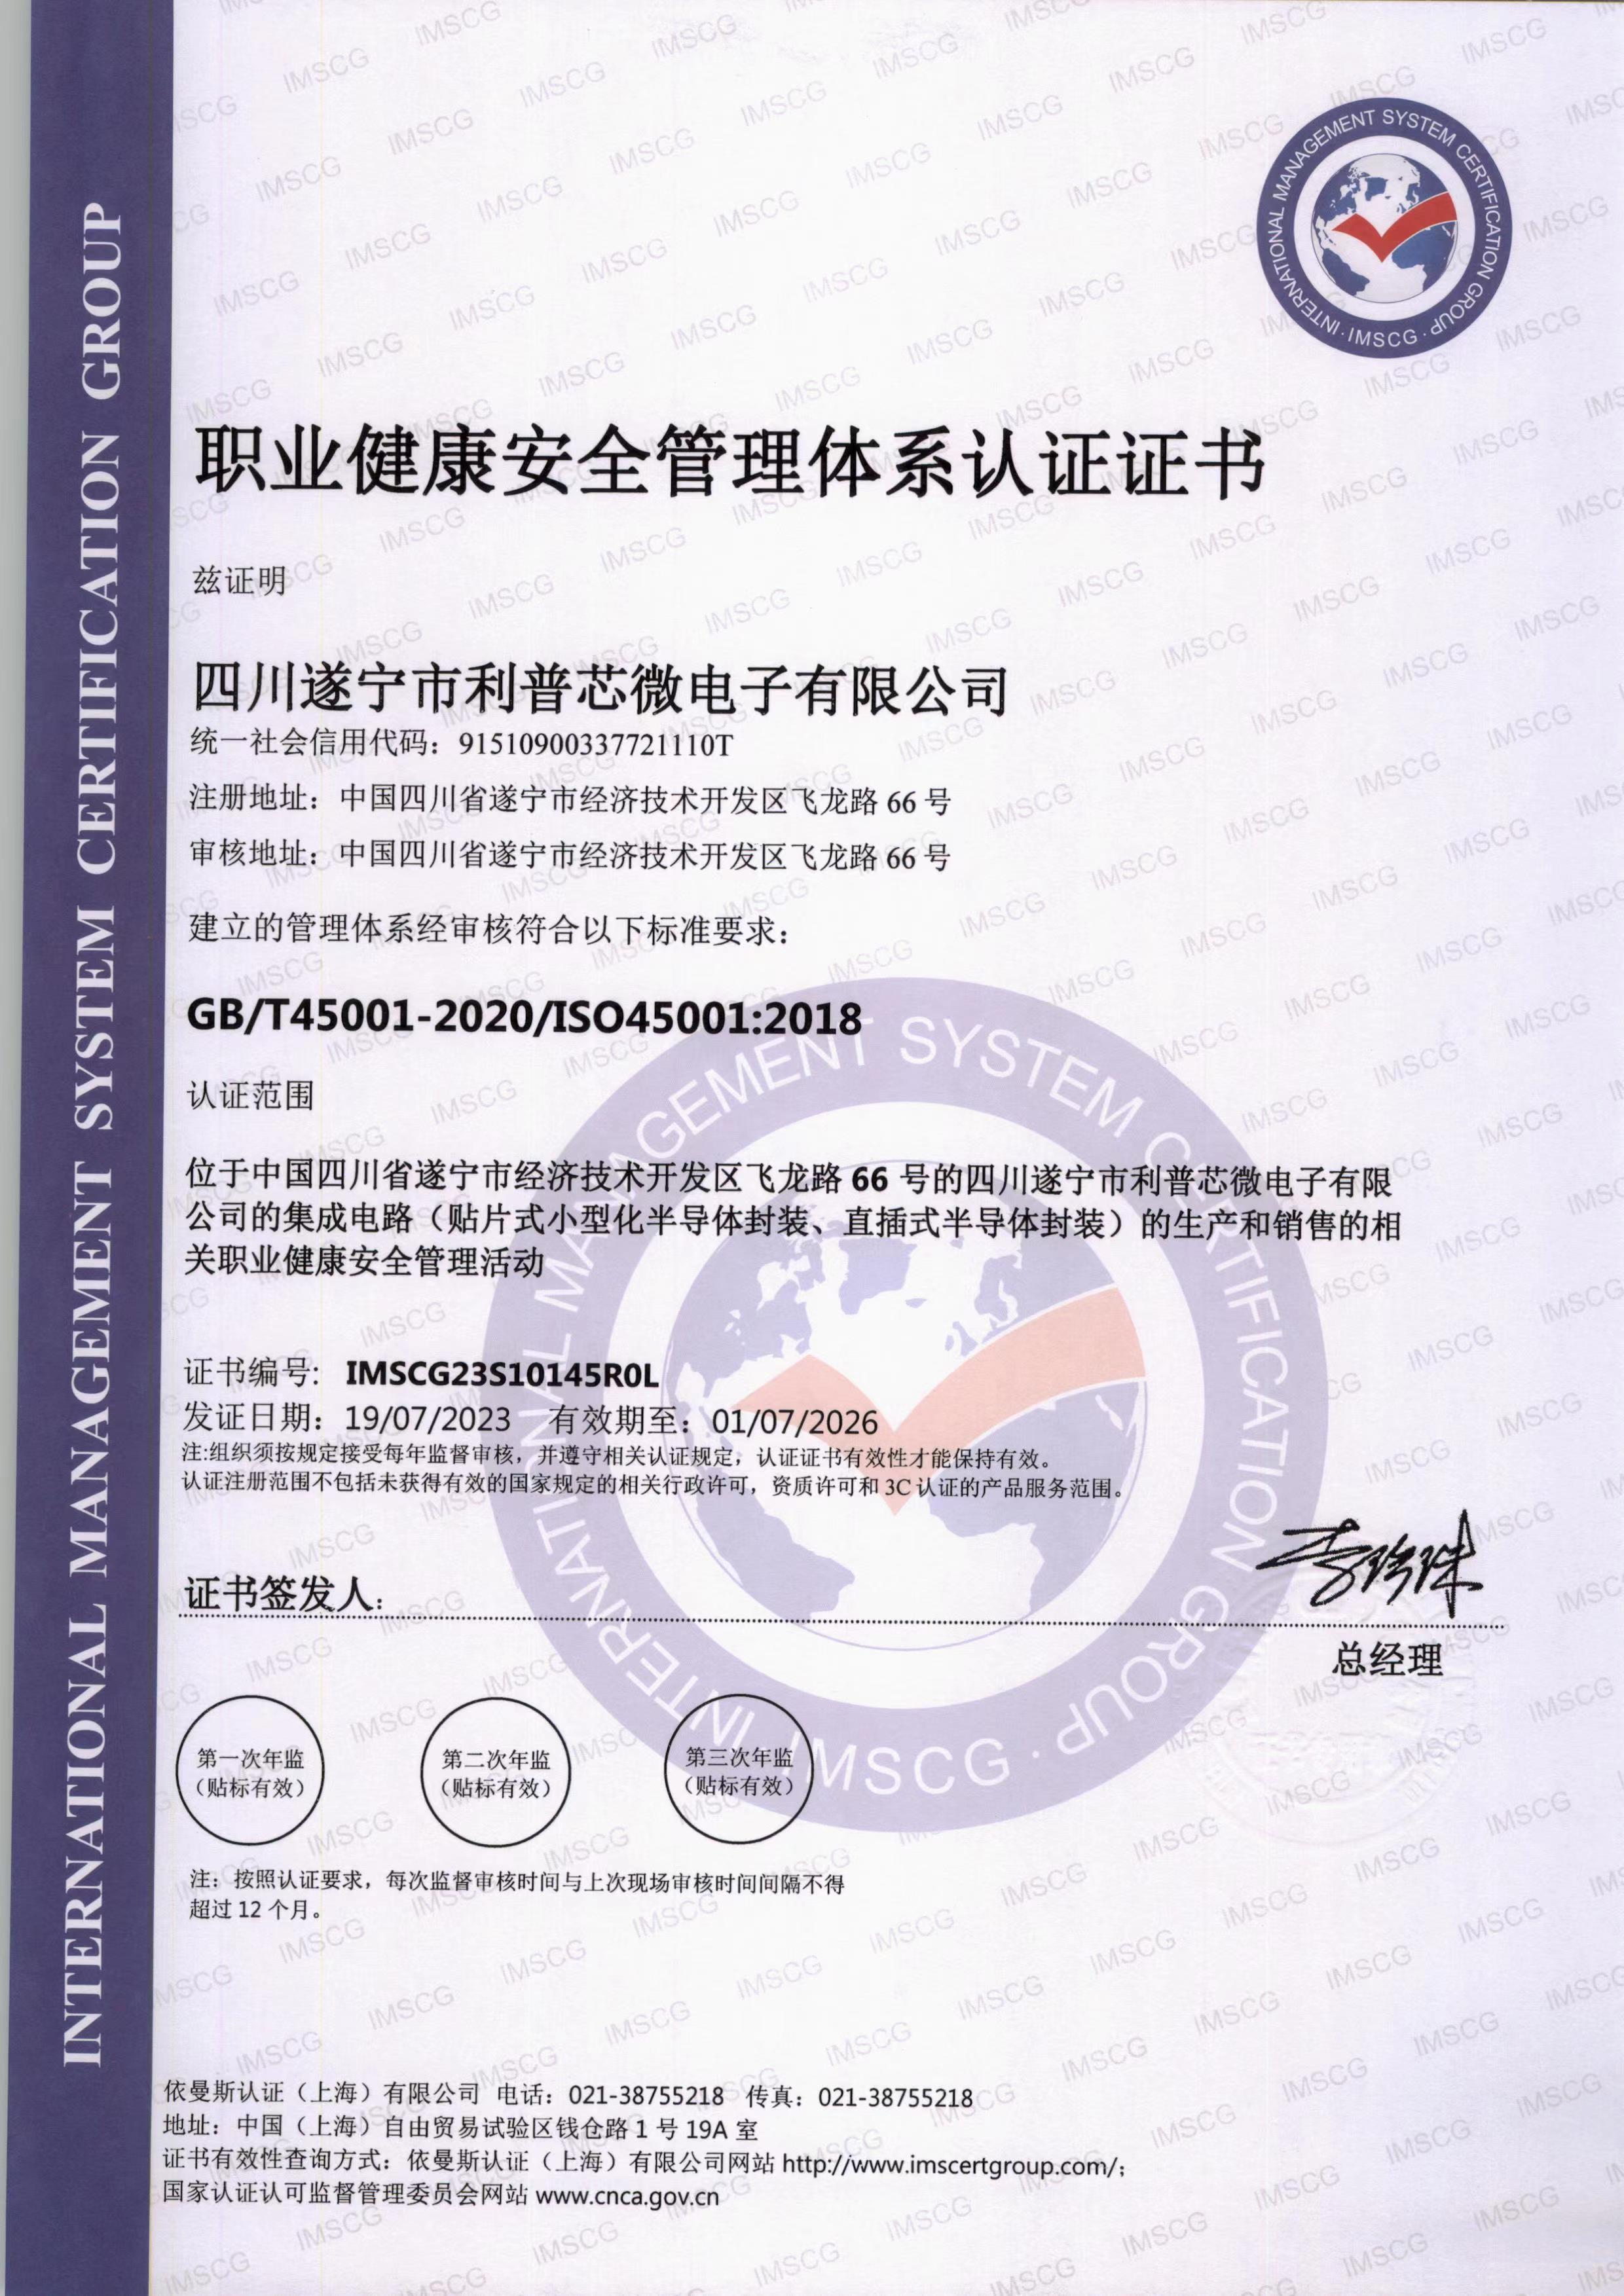 INTERNATIONAL MANAGEMENT SYSTEM CERTIFICATION GROUP
INTERNATIONAL MANAGEMENT SYSTEM CERTIFICATION GROUP
·IMSCG·
职业健康安全管理体系认证证书
兹证明
四川遂宁市利普芯微电子有限公司
统一社会信用代码：91510900337721110T
注册地址：中国四川省遂宁市经济技术开发区飞龙路 66 号
审核地址：中国四川省遂宁市经济技术开发区飞龙路 66 号
建立的管理体系经审核符合以下标准要求：
GB/T45001-2020/ISO45001:2018
认证范围
位于中国四川省遂宁市经济技术开发区飞龙路 66 号的四川遂宁市利普芯微电子有限
公司的集成电路（贴片式小型化半导体封装、直插式半导体封装）的生产和销售的相
关职业健康安全管理活动
证书编号: IMSCG23S10145R0L
发证日期：19/07/2023 有效期至：01/07/2026
注:组织须按规定接受每年监督审核，并遵守相关认证规定，认证证书有效性才能保持有效。
认证注册范围不包括未获得有效的国家规定的相关行政许可，资质许可和 3C 认证的产品服务范围。
证书签发人：
李珍珠
总经理
第一次年监
（贴标有效）
第二次年监
（贴标有效）
第三次年监
（贴标有效）
注：按照认证要求，每次监督审核时间与上次现场审核时间间隔不得
超过 12 个月。
依曼斯认证（上海）有限公司 电话：021-38755218 传真：021-38755218
地址：中国（上海）自由贸易试验区钱仓路 1 号 19A 室
证书有效性查询方式：依曼斯认证（上海）有限公司网站 http://www.imscertgroup.com/;
国家认证认可监督管理委员会网站 www.cnca.gov.cn
INTERNATIONAL MANAGEMENT SYSTEM CERTIFICATION GROUP
·IMSCG·